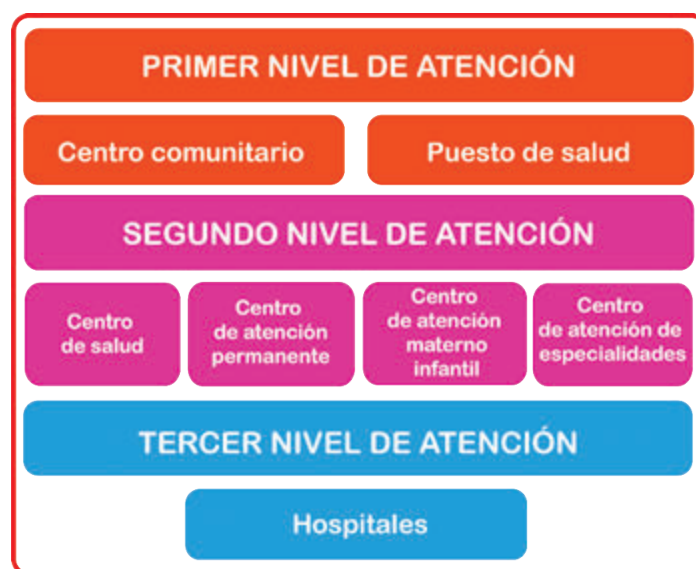 PRIMER NIVEL DE ATENCIÓN
Centro comunitario
Puesto de salud
SEGUNDO NIVEL DE ATENCIÓN
Centro
de salud
Centro
de atención
permanente
Centro
de atención
materno
infantil
Centro
de atención de
especialidades
TERCER NIVEL DE ATENCIÓN
Hospitales